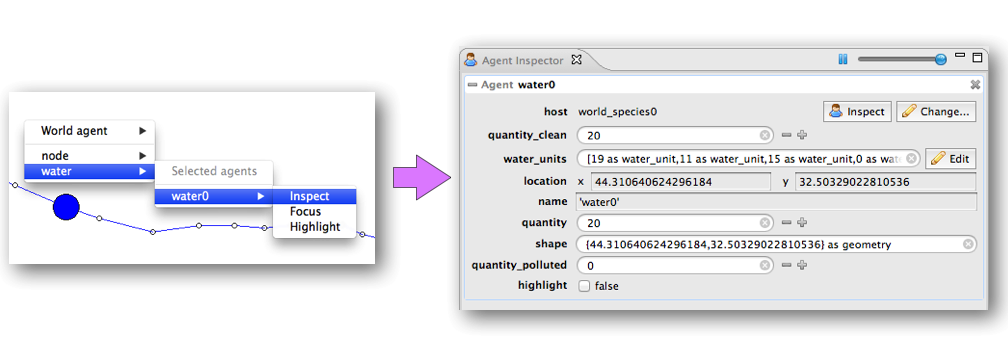 World agent
node
water
Selected agents
water0
Inspect
Focus
Highlight
Agent Inspector
Agent water0
host world_species0 Inspect Change...
quantity_clean 20
water_units [19 as water_unit,11 as water_unit,15 as water_unit,0 as wat Edit
location x 44.310640624296184 y 32.50329022810536
name 'water0'
quantity 20
shape {44.310640624296184,32.50329022810536} as geometry
quantity_polluted 0
highlight false